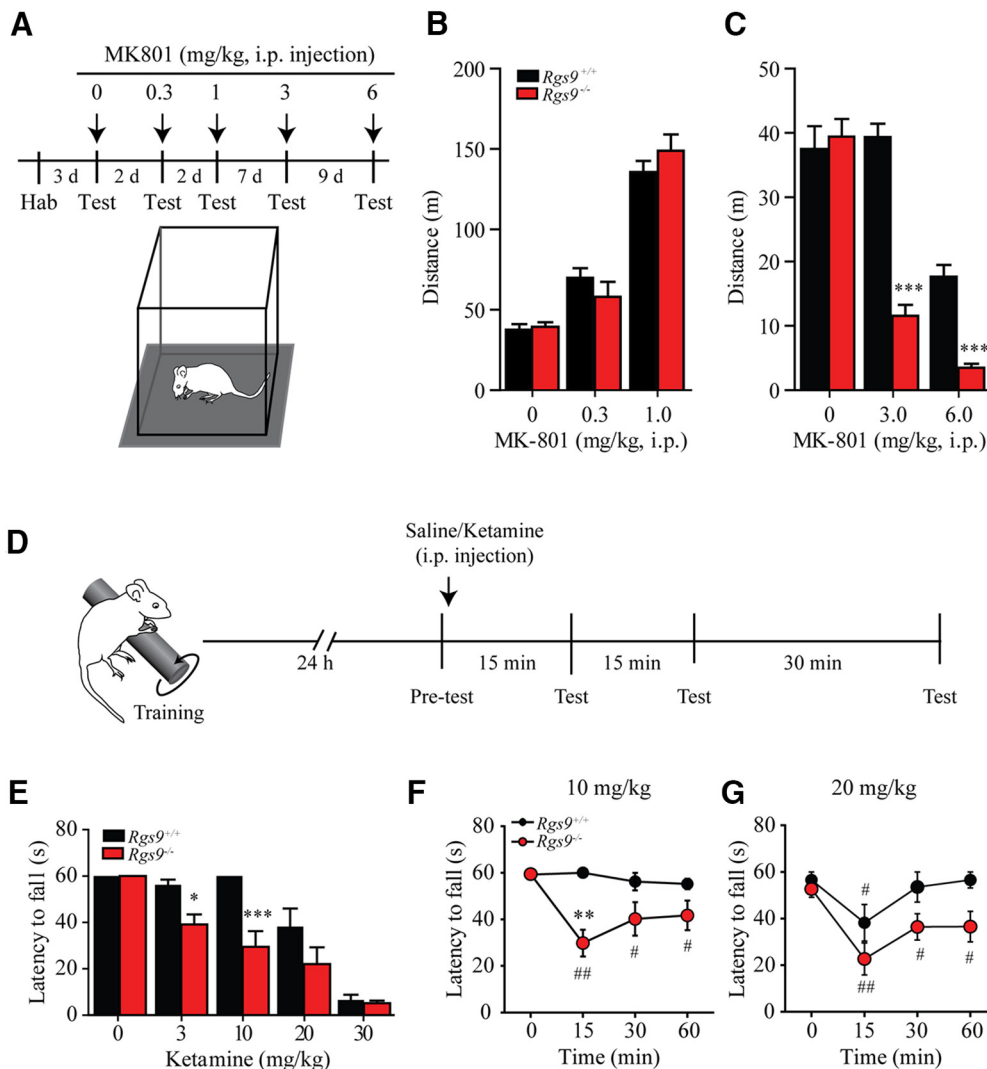 A
MK801 (mg/kg, i.p. injection)
0 0.3 1 3 6
3 d 2 d 2 d 7 d 9 d
Hab Test Test Test Test Test
B
200
150
100
50
0
Distance (m)
Rgs9+/+
Rgs9-/-
0 0.3 1.0
MK-801 (mg/kg, i.p.)
C
50
40
30
20
10
0
Distance (m)
***
***
0 3.0 6.0
MK-801 (mg/kg, i.p.)
D
Saline/Ketamine
(i.p. injection)
24 h 15 min 15 min 30 min
Training
Pre-test Test Test Test
E
80
60
40
20
0
Latency to fall (s)
Rgs9+/+
Rgs9-/-
*
***
0 3 10 20 30
Ketamine (mg/kg)
F
10 mg/kg
80
60
40
20
0
Latency to fall (s)
Rgs9+/+
Rgs9-/-
**
##
#
#
0 15 30 60
Time (min)
G
20 mg/kg
80
60
40
20
0
Latency to fall (s)
#
##
#
#
0 15 30 60
Time (min)